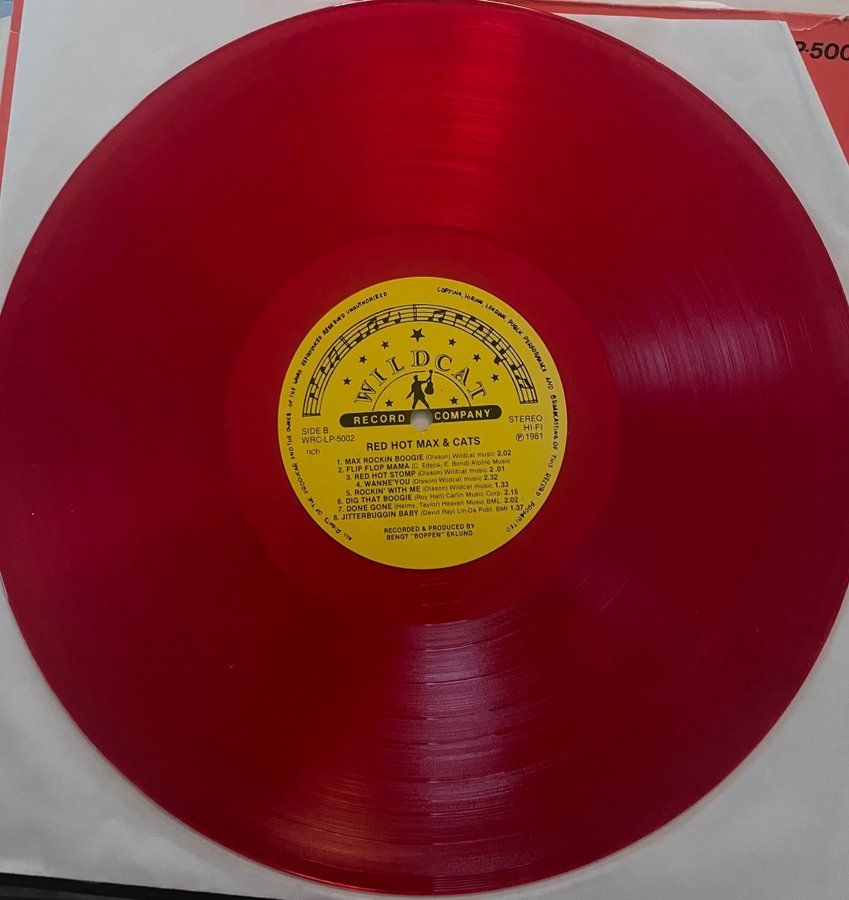 P-500
ALL RIGHTS OF THE PRODUCER AND THE OWNER OF THE WORK REPRODUCED RESERVED UNAUTHORIZED
COPYING, HIRING, LENDING, PUBLIC PERFORMANCE AND BROADCASTING OF THIS RECORD PROHIBITED
WILDCAT
RECORD COMPANY
SIDE B
WRC-LP-5002
ncb
STEREO
HI-FI
Ⓟ 1981
RED HOT MAX & CATS
1. MAX ROCKIN BOOGIE (Olsson) Wildcat music 2.02
2. FLIP FLOP MAMA (C. Edens, E. Bond) Alpine Music
3. RED HOT STOMP (Olsson) Wildcat music 2 .01
4. WANNE'YOU (Olsson) Wildcat music 2.32
5. ROCKIN' WITH ME (Olsson) Wildcat music 1.33
6. DIG THAT BOOGIE (Roy Hall) Carlin Music Corp. 2.15
7. DONE GONE (Helms, Taylor) Heaven Music BML. 2.02
8. JITTERBUGGIN BABY (David Ray) Lin-Da Publ. BMI 1.37
RECORDED & PRODUCED BY
BENGT "BOPPEN" EKLUND